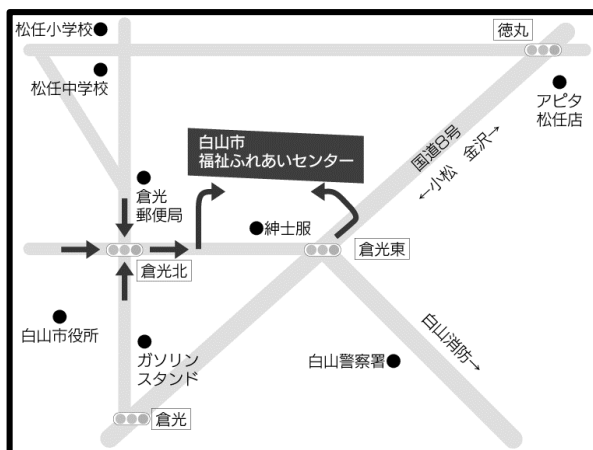 松任小学校
徳丸
松任中学校
アピタ
松任店
白山市
福祉ふれあいセンター
国道8号
←小松　金沢→
倉光
郵便局
紳士服
倉光北
倉光東
白山市役所
ガソリン
スタンド
白山警察署
白山消防→
倉光